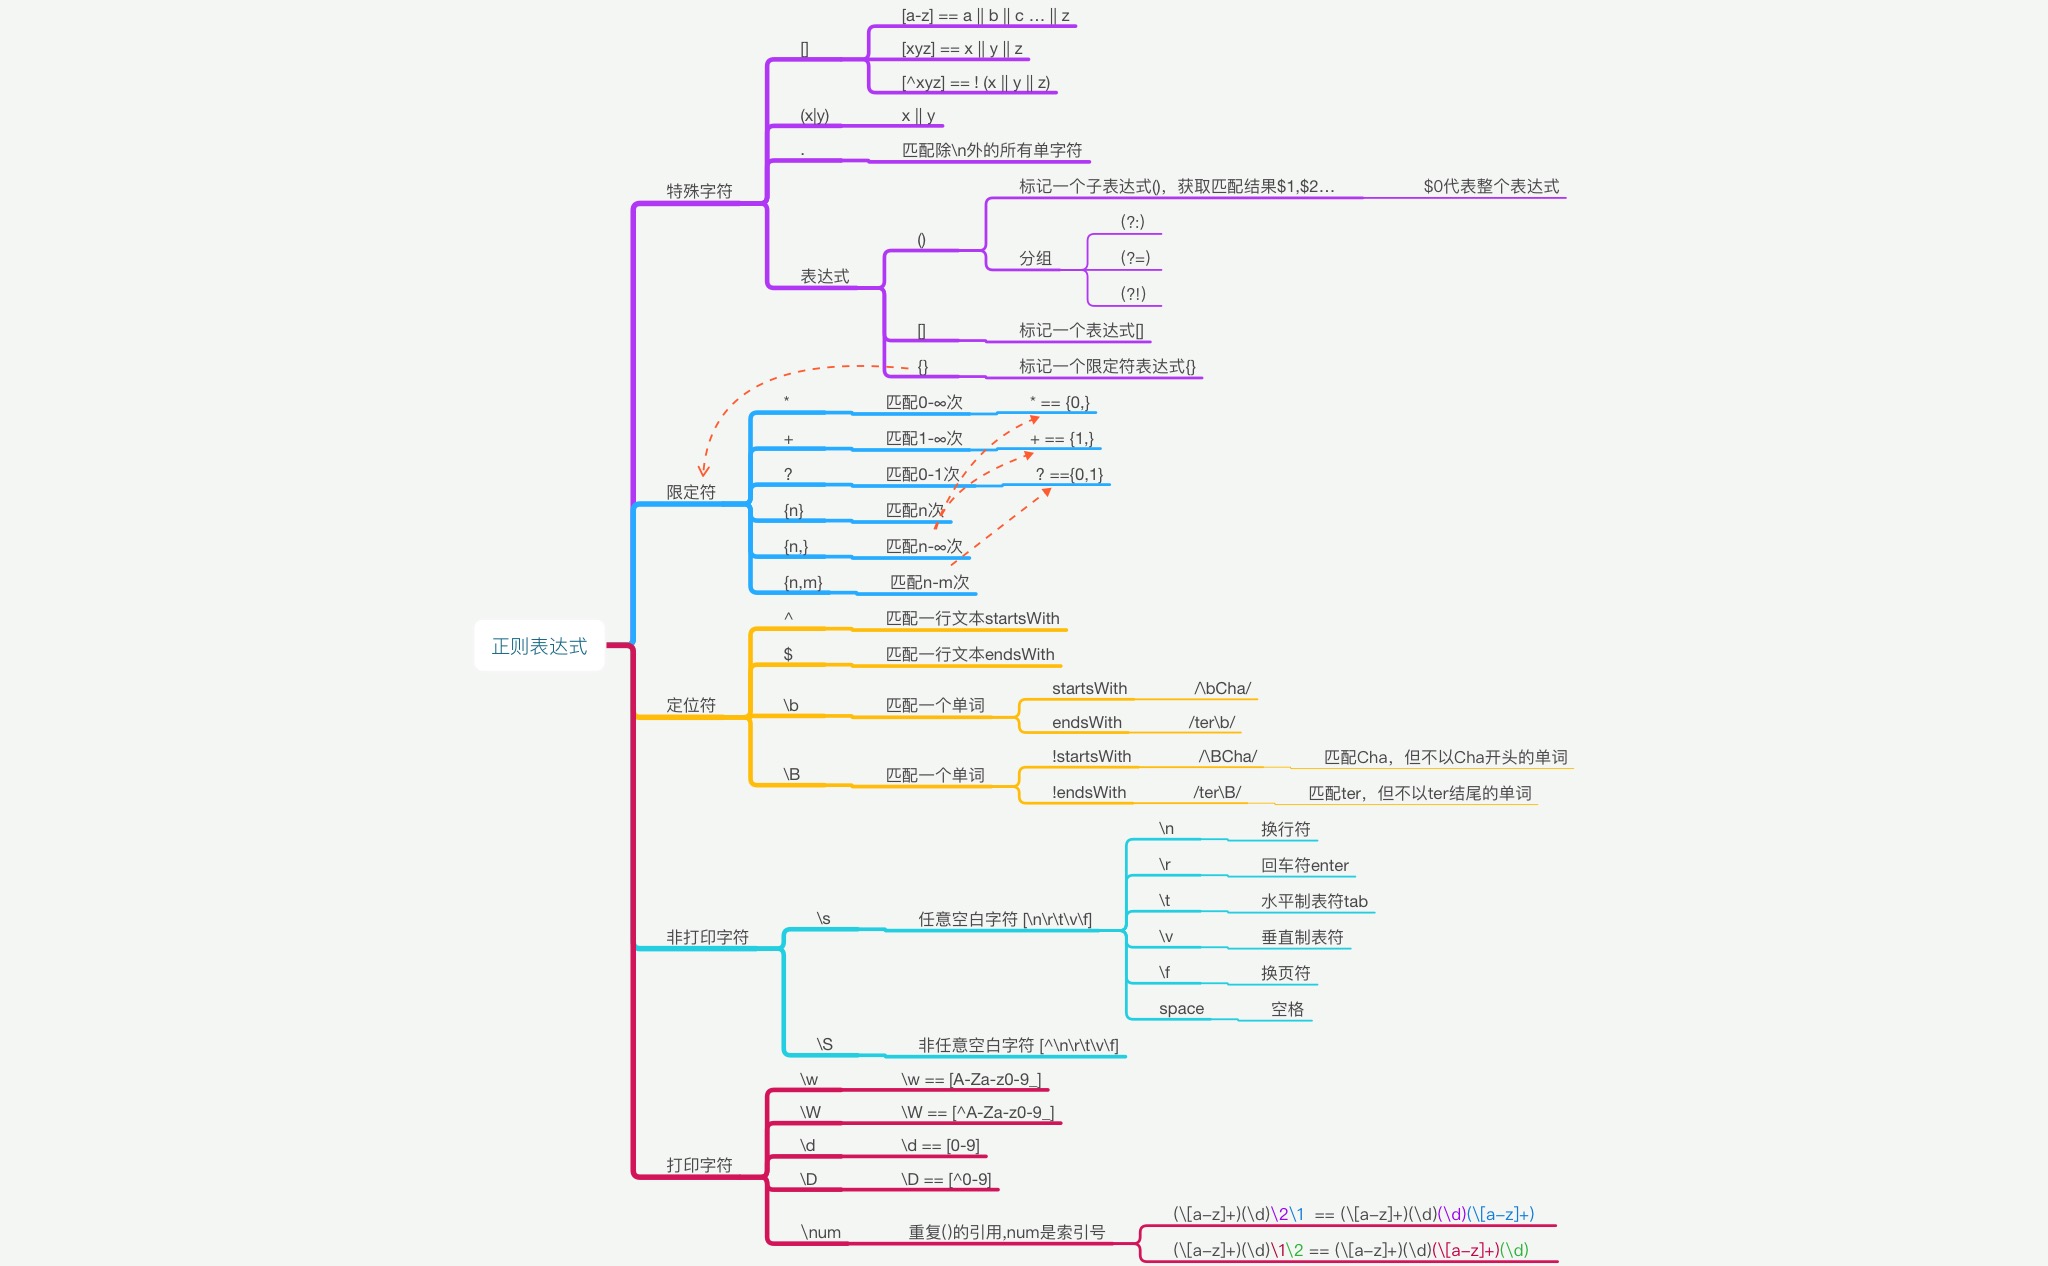 [a-z] == a || b || c ... || z
[]
[xyz] == x || y || z
[^xyz] == ! (x || y || z)
(x|y)
x || y
.
匹配除\n外的所有单字符
特殊字符
标记一个子表达式()，获取匹配结果$1,$2...
$0代表整个表达式
(?:)
()
分组
(?=)
表达式
(?!)
[]
标记一个表达式[]
{}
标记一个限定符表达式{}
*
匹配0-∞次
* == {0,}
+
匹配1-∞次
+ == {1,}
?
匹配0-1次
? =={0,1}
限定符
{n}
匹配n次
{n,}
匹配n-∞次
{n,m}
匹配n-m次
^
匹配一行文本startsWith
正则表达式
$
匹配一行文本endsWith
startsWith
/\bCha/
定位符
\b
匹配一个单词
endsWith
/ter\b/
!startsWith
/\BCha/
匹配Cha，但不以Cha开头的单词
\B
匹配一个单词
!endsWith
/ter\B/
匹配ter，但不以ter结尾的单词
\n
换行符
\r
回车符enter
\t
水平制表符tab
\s
任意空白字符 [\n\r\t\v\f]
非打印字符
\v
垂直制表符
\f
换页符
space
空格
\S
非任意空白字符 [^\n\r\t\v\f]
\w
\w == [A-Za-z0-9_]
\W
\W == [^A-Za-z0-9_]
\d
\d == [0-9]
打印字符
\D
\D == [^0-9]
(\[a-z]+)(\d)\2\1 == (\[a-z]+)(\d)(\d)(\[a-z]+)
\num
重复()的引用,num是索引号
(\[a-z]+)(\d)\1\2 == (\[a-z]+)(\d)(\[a-z]+)(\d)